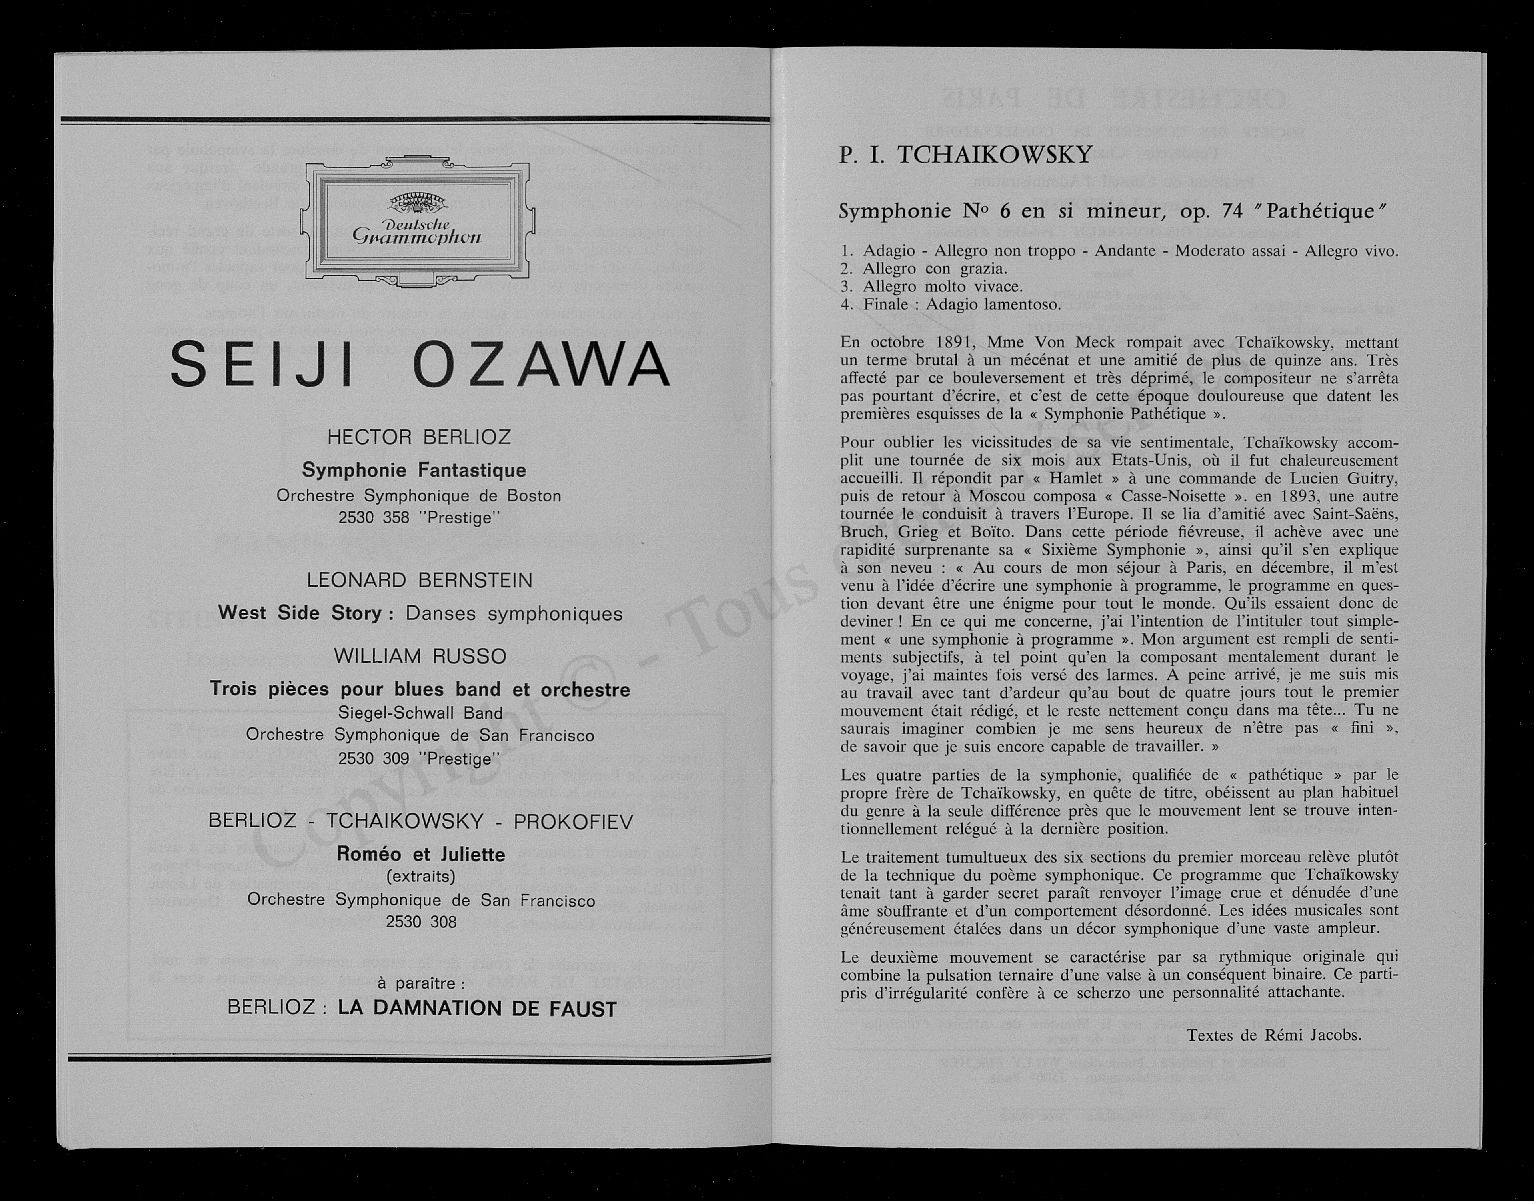 Deutsche
Grammophon
SEIJI OZAWA
HECTOR BERLIOZ
Symphonie Fantastique
Orchestre Symphonique de Boston
2530 358 "Prestige"
LEONARD BERNSTEIN
West Side Story : Danses symphoniques
WILLIAM RUSSO
Trois pièces pour blues band et orchestre
Siegel-Schwall Band
Orchestre Symphonique de San Francisco
2530 309 "Prestige"
BERLIOZ - TCHAIKOWSKY - PROKOFIEV
Roméo et Juliette
(extraits)
Orchestre Symphonique de San Francisco
2530 308
à paraître :
BERLIOZ : LA DAMNATION DE FAUST
P. I. TCHAIKOWSKY
Symphonie No 6 en si mineur, op. 74 "Pathétique"
1. Adagio - Allegro non troppo - Andante - Moderato assai - Allegro vivo.
2. Allegro con grazia.
3. Allegro molto vivace.
4. Finale : Adagio lamentoso.
En octobre 1891, Mme Von Meck rompait avec Tchaïkowsky, mettant
un terme brutal à un mécénat et une amitié de plus de quinze ans. Très
affecté par ce bouleversement et très déprimé, le compositeur ne s'arrêta
pas pourtant d'écrire, et c'est de cette époque douloureuse que datent les
premières esquisses de la « Symphonie Pathétique ».
Pour oublier les vicissitudes de sa vie sentimentale, Tchaïkowsky accom-
plit une tournée de six mois aux Etats-Unis, où il fut chaleureusement
accueilli. Il répondit par « Hamlet » à une commande de Lucien Guitry,
puis de retour à Moscou composa « Casse-Noisette ». en 1893, une autre
tournée le conduisit à travers l'Europe. Il se lia d'amitié avec Saint-Saëns,
Bruch, Grieg et Boïto. Dans cette période fiévreuse, il achève avec une
rapidité surprenante sa « Sixième Symphonie », ainsi qu'il s'en explique
à son neveu : « Au cours de mon séjour à Paris, en décembre, il m'est
venu à l'idée d'écrire une symphonie à programme, le programme en ques-
tion devant être une énigme pour tout le monde. Qu'ils essaient donc de
deviner ! En ce qui me concerne, j'ai l'intention de l'intituler tout simple-
ment « une symphonie à programme ». Mon argument est rempli de senti-
ments subjectifs, à tel point qu'en la composant mentalement durant le
voyage, j'ai maintes fois versé des larmes. A peine arrivé, je me suis mis
au travail avec tant d'ardeur qu'au bout de quatre jours tout le premier
mouvement était rédigé, et le reste nettement conçu dans ma tête... Tu ne
saurais imaginer combien je me sens heureux de n'être pas « fini »,
de savoir que je suis encore capable de travailler. »
Les quatre parties de la symphonie, qualifiée de « pathétique » par le
propre frère de Tchaïkowsky, en quête de titre, obéissent au plan habituel
du genre à la seule différence près que le mouvement lent se trouve inten-
tionnellement relégué à la dernière position.
Le traitement tumultueux des six sections du premier morceau relève plutôt
de la technique du poème symphonique. Ce programme que Tchaïkowsky
tenait tant à garder secret paraît renvoyer l'image crue et dénudée d'une
âme souffrante et d'un comportement désordonné. Les idées musicales sont
généreusement étalées dans un décor symphonique d'une vaste ampleur.
Le deuxième mouvement se caractérise par sa rythmique originale qui
combine la pulsation ternaire d'une valse à un conséquent binaire. Ce parti-
pris d'irrégularité confère à ce scherzo une personnalité attachante.
Textes de Rémi Jacobs.
Copyright © - Tous